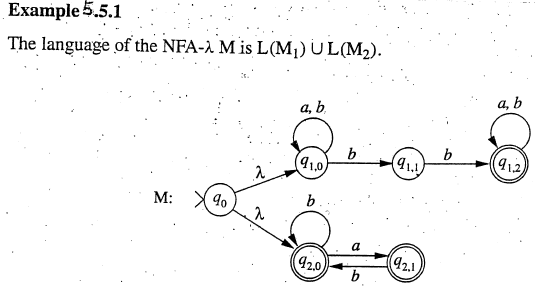 Example 5.5.1
The language of the NFA-λ M is L(M₁) ∪ L(M₂).
a, b
a, b
q₁,₀ b q₁,₁ b q₁,₂
λ
M: q₀
λ
b
q₂,₀ a q₂,₁
b